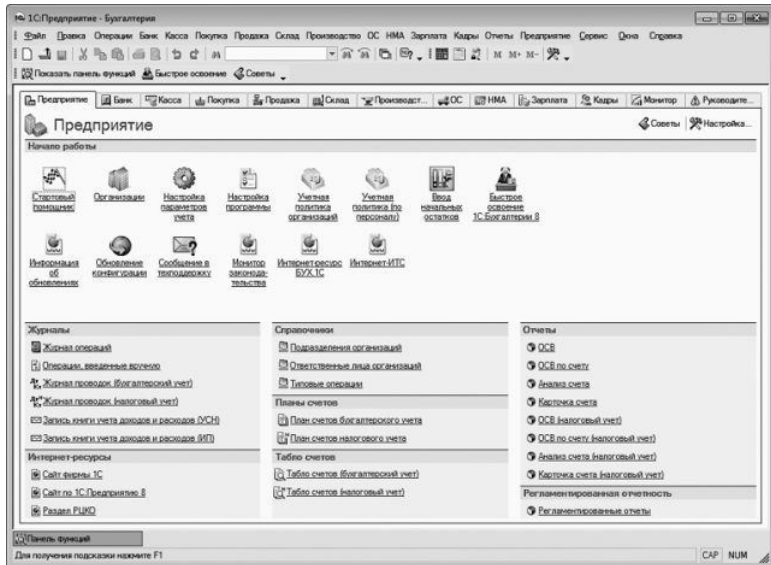 1С:Предприятие - Бухгалтерия
Файл Правка Операции Банк Касса Покупка Продажа Склад Производство ОС НМА Зарплата Кадры Отчеты Предприятие Сервис Окна Справка
M M+ M-
Показать панель функций Быстрое освоение Советы
Предприятие Банк Касса Покупка Продажа Склад Производст... ОС НМА Зарплата Кадры Монитор Руководите...
Предприятие Советы Настройка...
Начало работы
Стартовый помощник
Организации
Настройка параметров учета
Настройка программы
Учетная политика организаций
Учетная политика (по персоналу)
Ввод начальных остатков
Быстрое освоение 1С:Бухгалтерии 8
Информация об обновлениях
Обновление конфигурации
Сообщение в техподдержку
Монитор законода-тельства
Интернет-ресурс БУХ.1С
Интернет-ИТС
Журналы
Журнал операций
Операции, введенные вручную
Журнал проводок (бухгалтерский учет)
Журнал проводок (налоговый учет)
Запись книги учета доходов и расходов (УСН)
Запись книги учета доходов и расходов (ИП)
Интернет-ресурсы
Сайт фирмы 1С
Сайт по 1С:Предприятию 8
Раздел РЦКО
Справочники
Подразделения организаций
Ответственные лица организаций
Типовые операции
Планы счетов
План счетов бухгалтерского учета
План счетов налогового учета
Табло счетов
Табло счетов (бухгалтерский учет)
Табло счетов (налоговый учет)
Отчеты
ОСВ
ОСВ по счету
Анализ счета
Карточка счета
ОСВ (налоговый учет)
ОСВ по счету (налоговый учет)
Анализ счета (налоговый учет)
Карточка счета (налоговый учет)
Регламентированная отчетность
Регламентированные отчеты
Панель функций
Для получения подсказки нажмите F1 CAP NUM